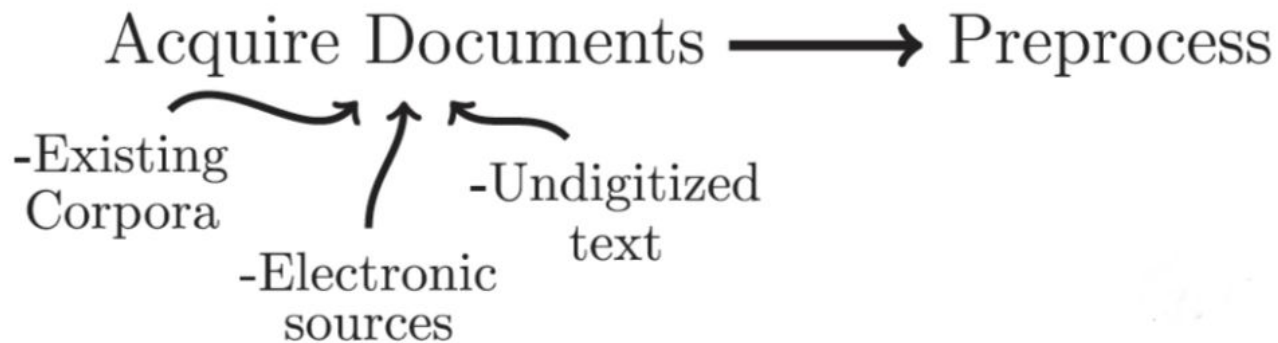 Acquire Documents
Preprocess
-Existing
Corpora
-Undigitized
text
-Electronic
sources